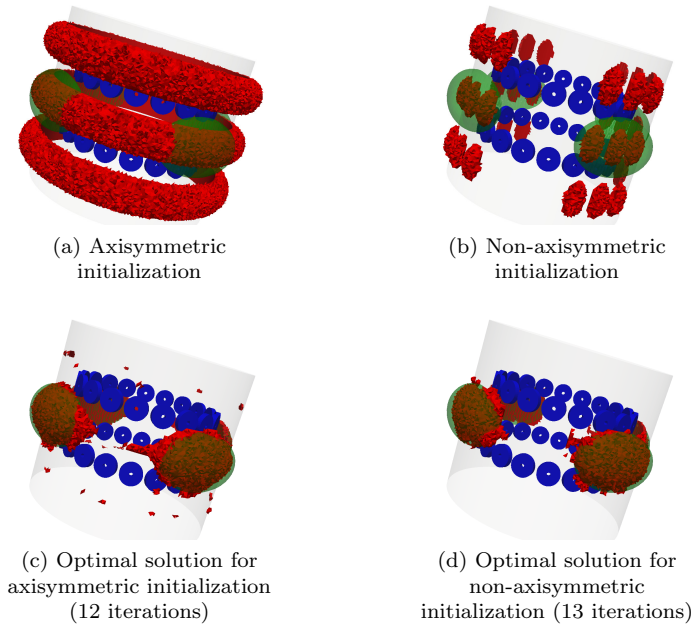 (a) Axisymmetric
initialization
(b) Non-axisymmetric
initialization
(c) Optimal solution for
axisymmetric initialization
(12 iterations)
(d) Optimal solution for
non-axisymmetric
initialization (13 iterations)